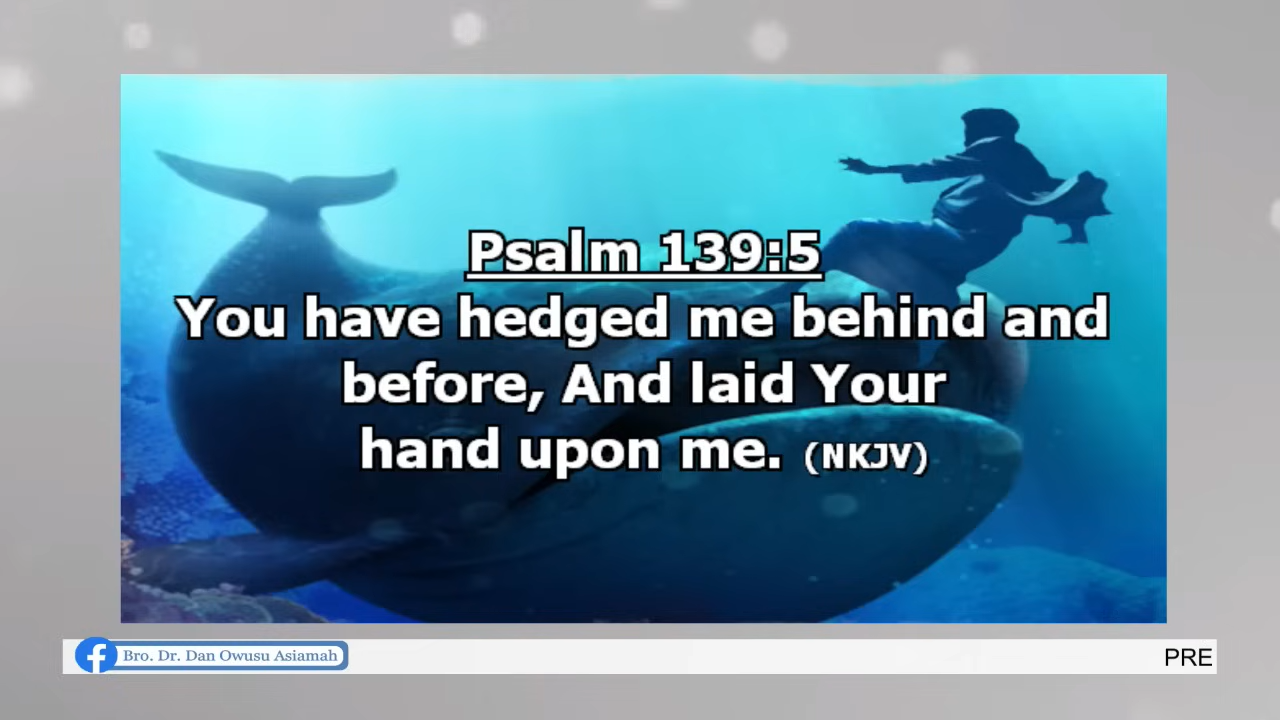 Psalm 139:5
You have hedged me behind and
before, And laid Your
hand upon me. (NKJV)
Bro. Dr. Dan Owusu Asiamah
PRE